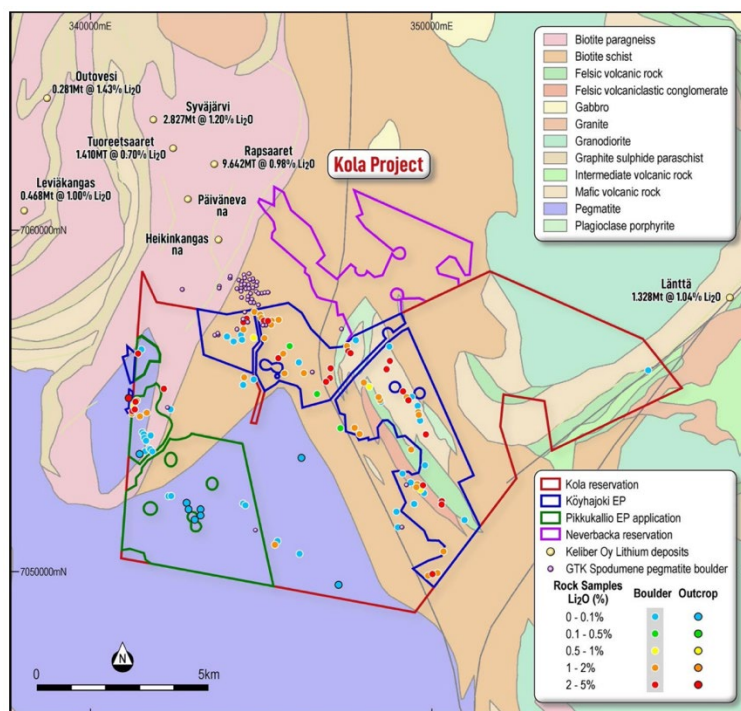 340000mE
350000mE
Outovesi
0.281Mt @ 1.43% Li₂O
Syväjärvi
2.827Mt @ 1.20% Li₂O
Tuoreetsaaret
1.410Mt @ 0.70% Li₂O
Rapsaaret
9.642Mt @ 0.98% Li₂O
Leviäkangas
0.468Mt @ 1.00% Li₂O
Päiväneva
na
7060000mN
Heikinkangas
na
Kola Project
Länttä
1.328Mt @ 1.04% Li₂O
7050000mN
N
0
5km
Biotite paragneiss
Biotite schist
Felsic volcanic rock
Felsic volcaniclastic conglomerate
Gabbro
Granite
Granodiorite
Graphite sulphide paraschist
Intermediate volcanic rock
Mafic volcanic rock
Pegmatite
Plagioclase porphyrite
Kola reservation
Köyhäjoki EP
Pikkukallio EP application
Neverbacka reservation
Keliber Oy Lithium deposits
GTK Spodumene pegmatite boulder
Rock Samples
Li₂O (%)
Boulder
Outcrop
0 - 0.1%
0.1 - 0.5%
0.5 - 1%
1 - 2%
2 - 5%